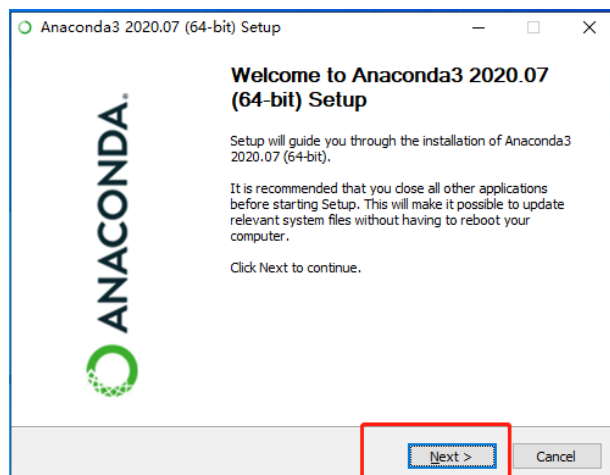 Anaconda3 2020.07 (64-bit) Setup
ANACONDA.
Welcome to Anaconda3 2020.07
(64-bit) Setup
Setup will guide you through the installation of Anaconda3
2020.07 (64-bit).
It is recommended that you close all other applications
before starting Setup. This will make it possible to update
relevant system files without having to reboot your
computer.
Click Next to continue.
Next >
Cancel